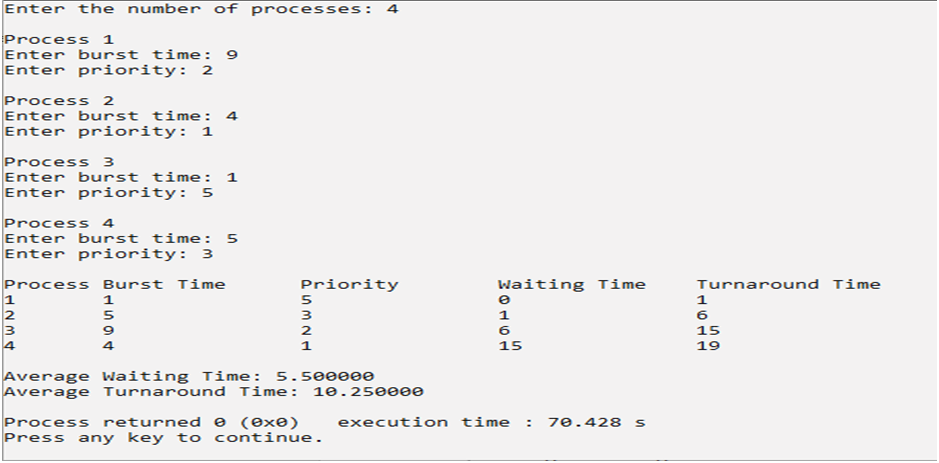 Enter the number of processes: 4
Process 1
Enter burst time: 9
Enter priority: 2
Process 2
Enter burst time: 4
Enter priority: 1
Process 3
Enter burst time: 1
Enter priority: 5
Process 4
Enter burst time: 5
Enter priority: 3
Process Burst Time Priority Waiting Time Turnaround Time
1 1 5 0 1
2 5 3 1 6
3 9 2 6 15
4 4 1 15 19
Average Waiting Time: 5.500000
Average Turnaround Time: 10.250000
Process returned 0 (0x0) execution time : 70.428 s
Press any key to continue.